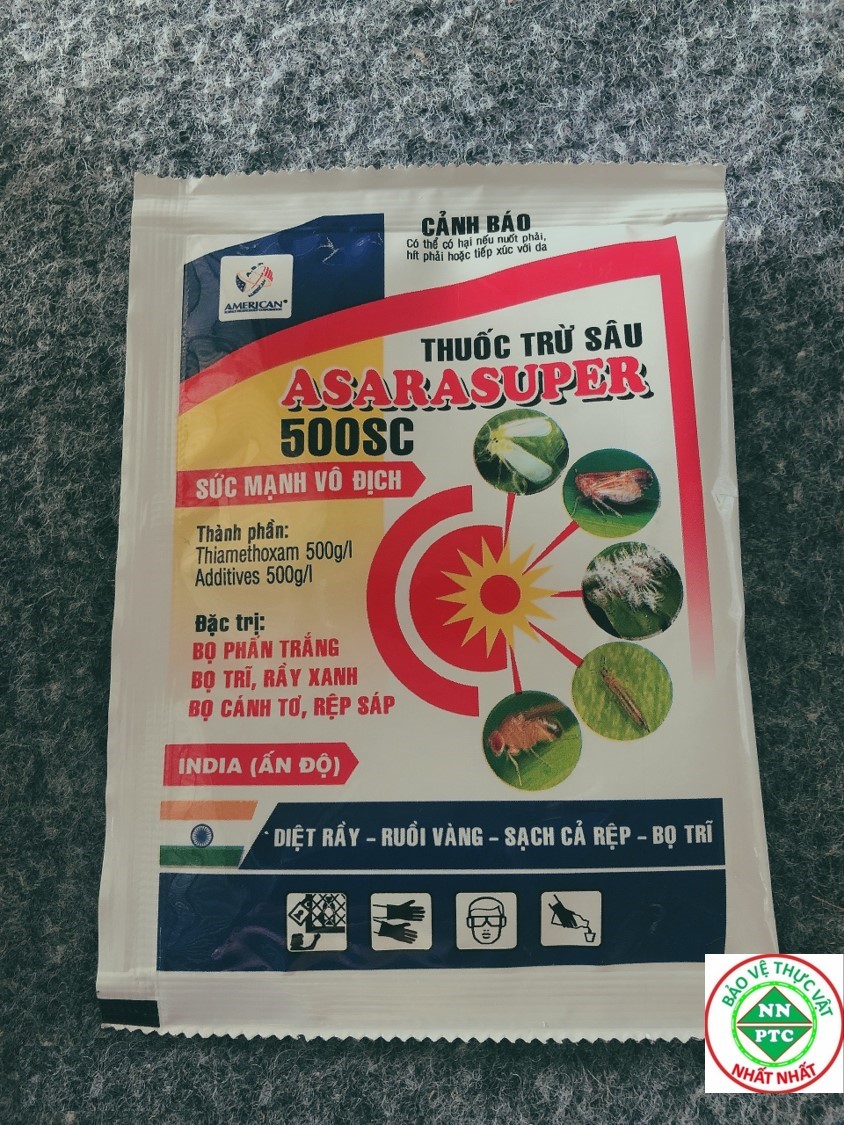 CẢNH BÁO
Có thể có hại nếu nuốt phải,
hít phải hoặc tiếp xúc với da
AMERICAN
THUỐC TRỪ SÂU
ASARASUPER
500SC
SỨC MẠNH VÔ ĐỊCH
Thành phần:
Thiamethoxam 500g/l
Additives 500g/l
Đặc trị:
BỌ PHẤN TRẮNG
BỌ TRĨ, RẦY XANH
BỌ CÁNH TƠ, RỆP SÁP
INDIA (ẤN ĐỘ)
DIỆT RẦY - RUỒI VÀNG - SẠCH CẢ RỆP - BỌ TRĨ
BẢO VỆ THỰC VẬT
NN
PTC
NHẤT NHẤT